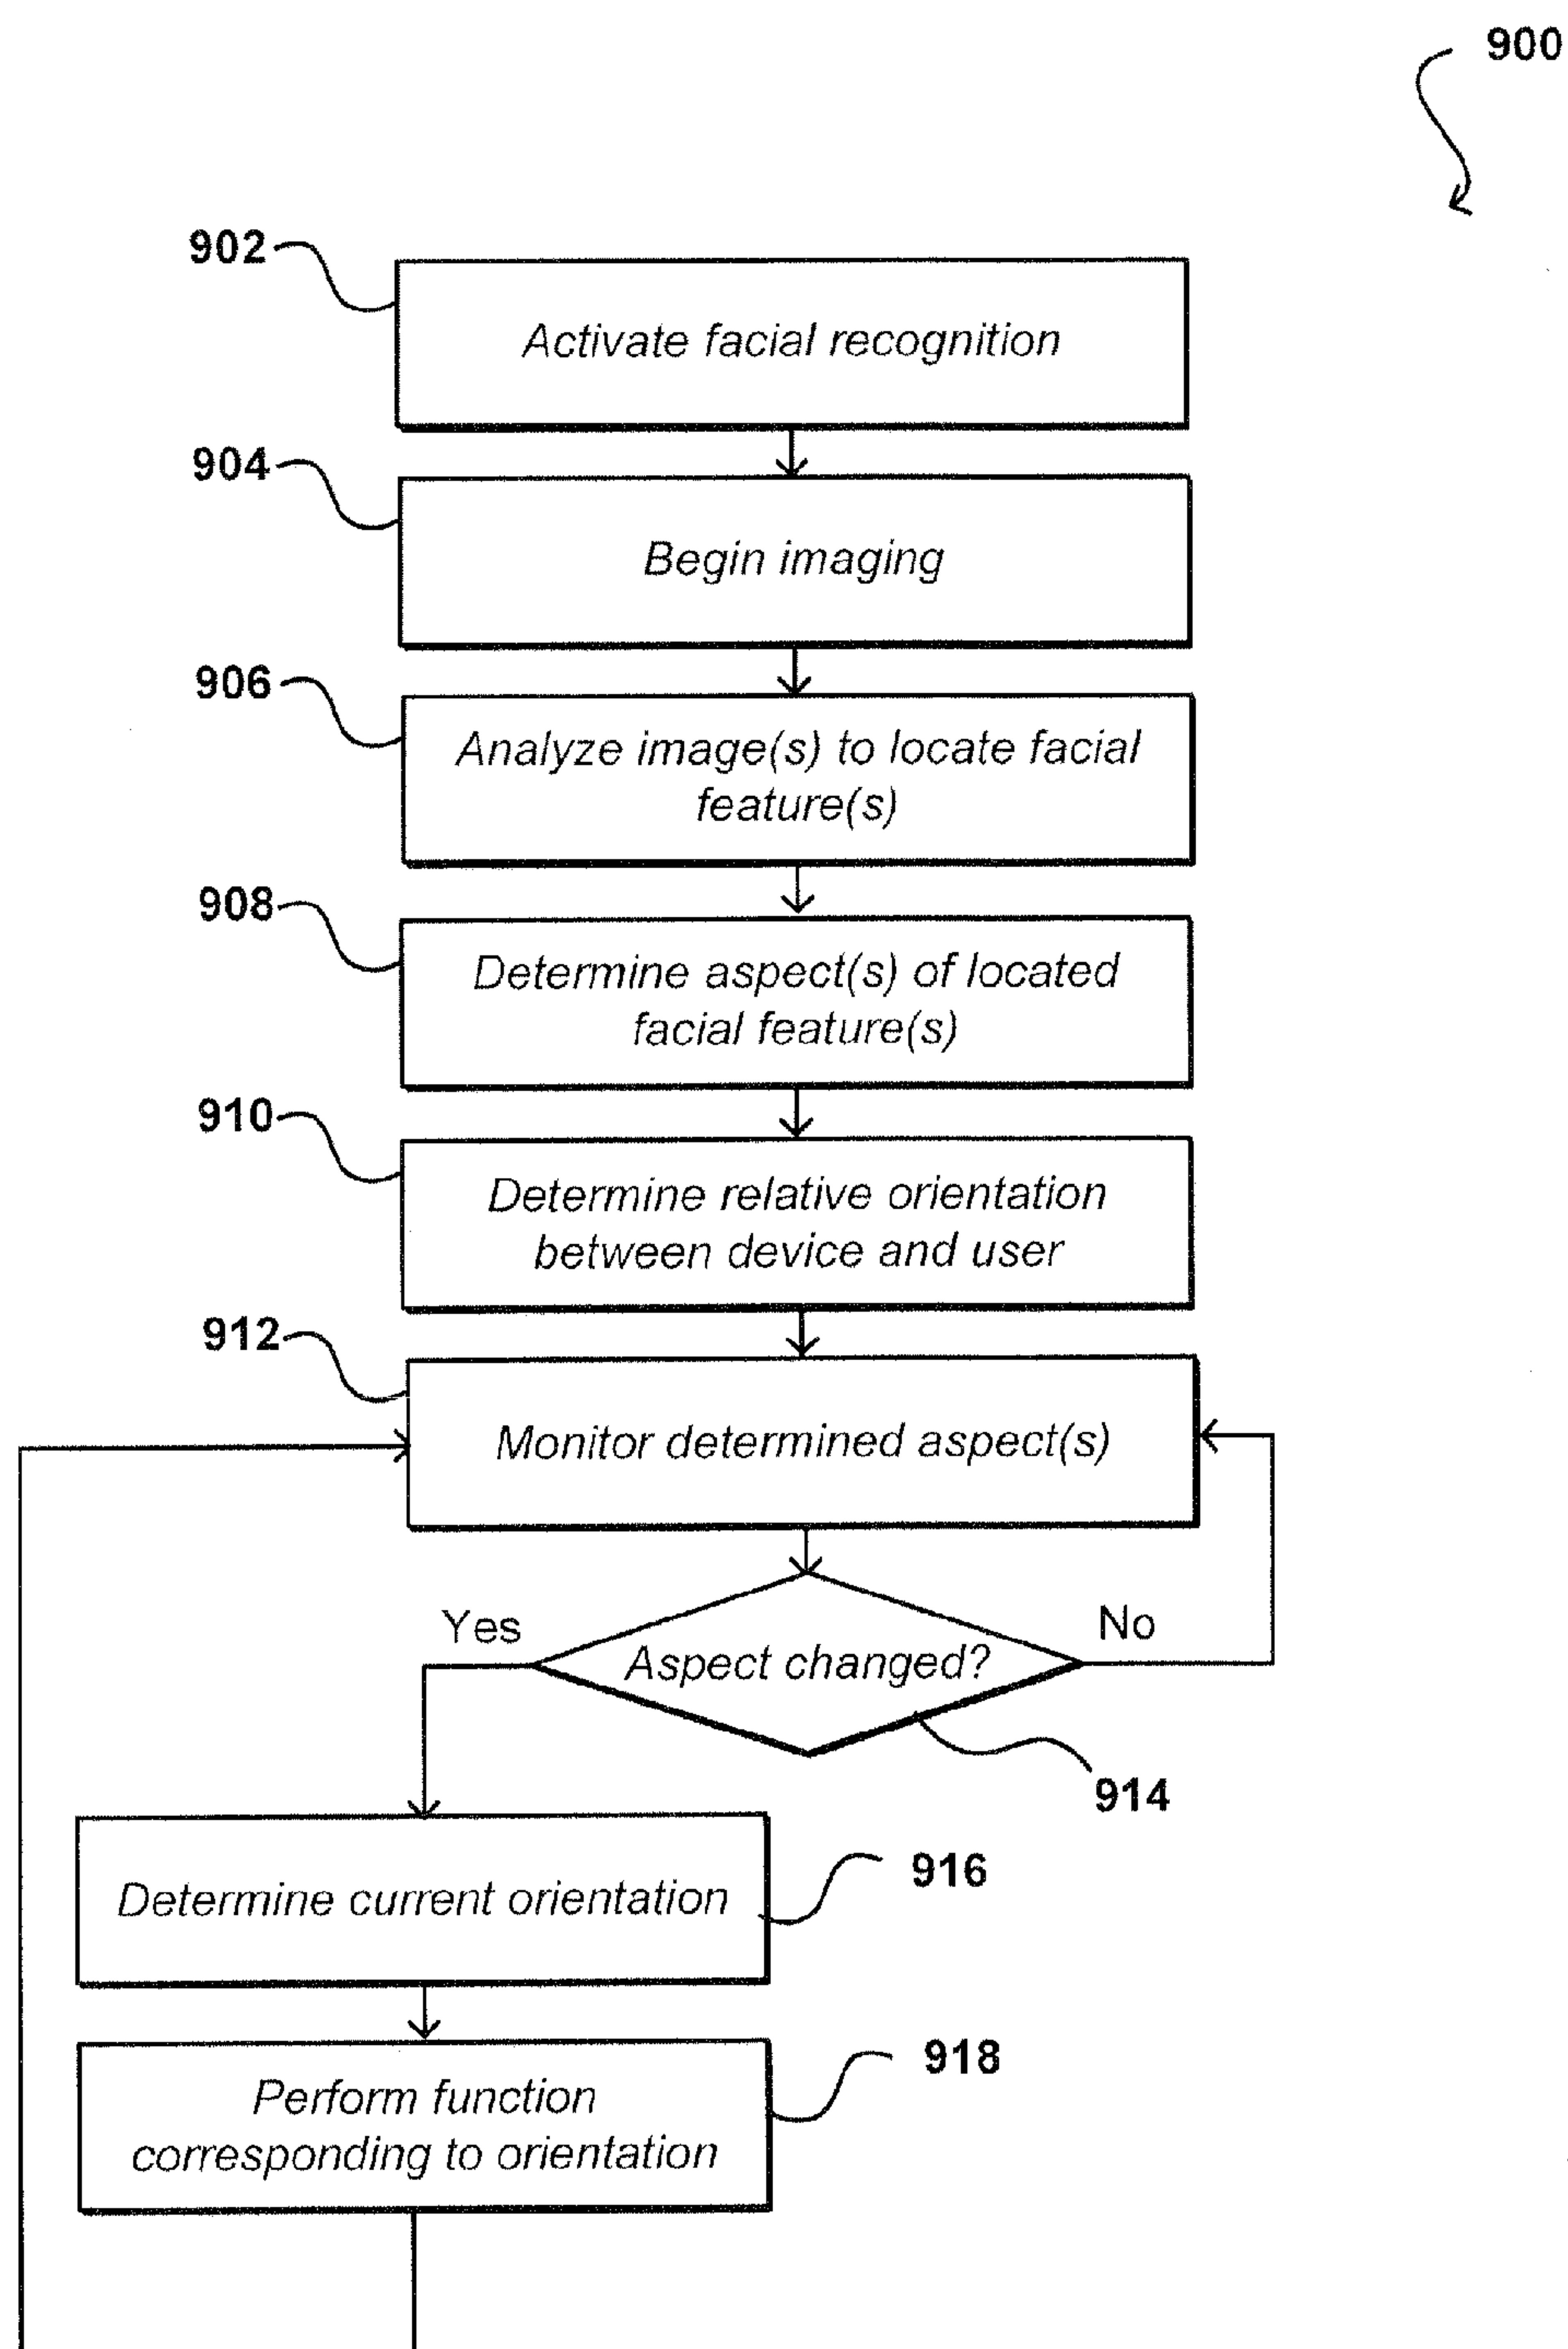 900
902
Activate facial recognition
904
Begin imaging
906
Analyze image(s) to locate facial
feature(s)
908
Determine aspect(s) of located
facial feature(s)
910
Determine relative orientation
between device and user
912
Monitor determined aspect(s)
Yes
No
Aspect changed?
914
Determine current orientation
916
Perform function
corresponding to orientation
918